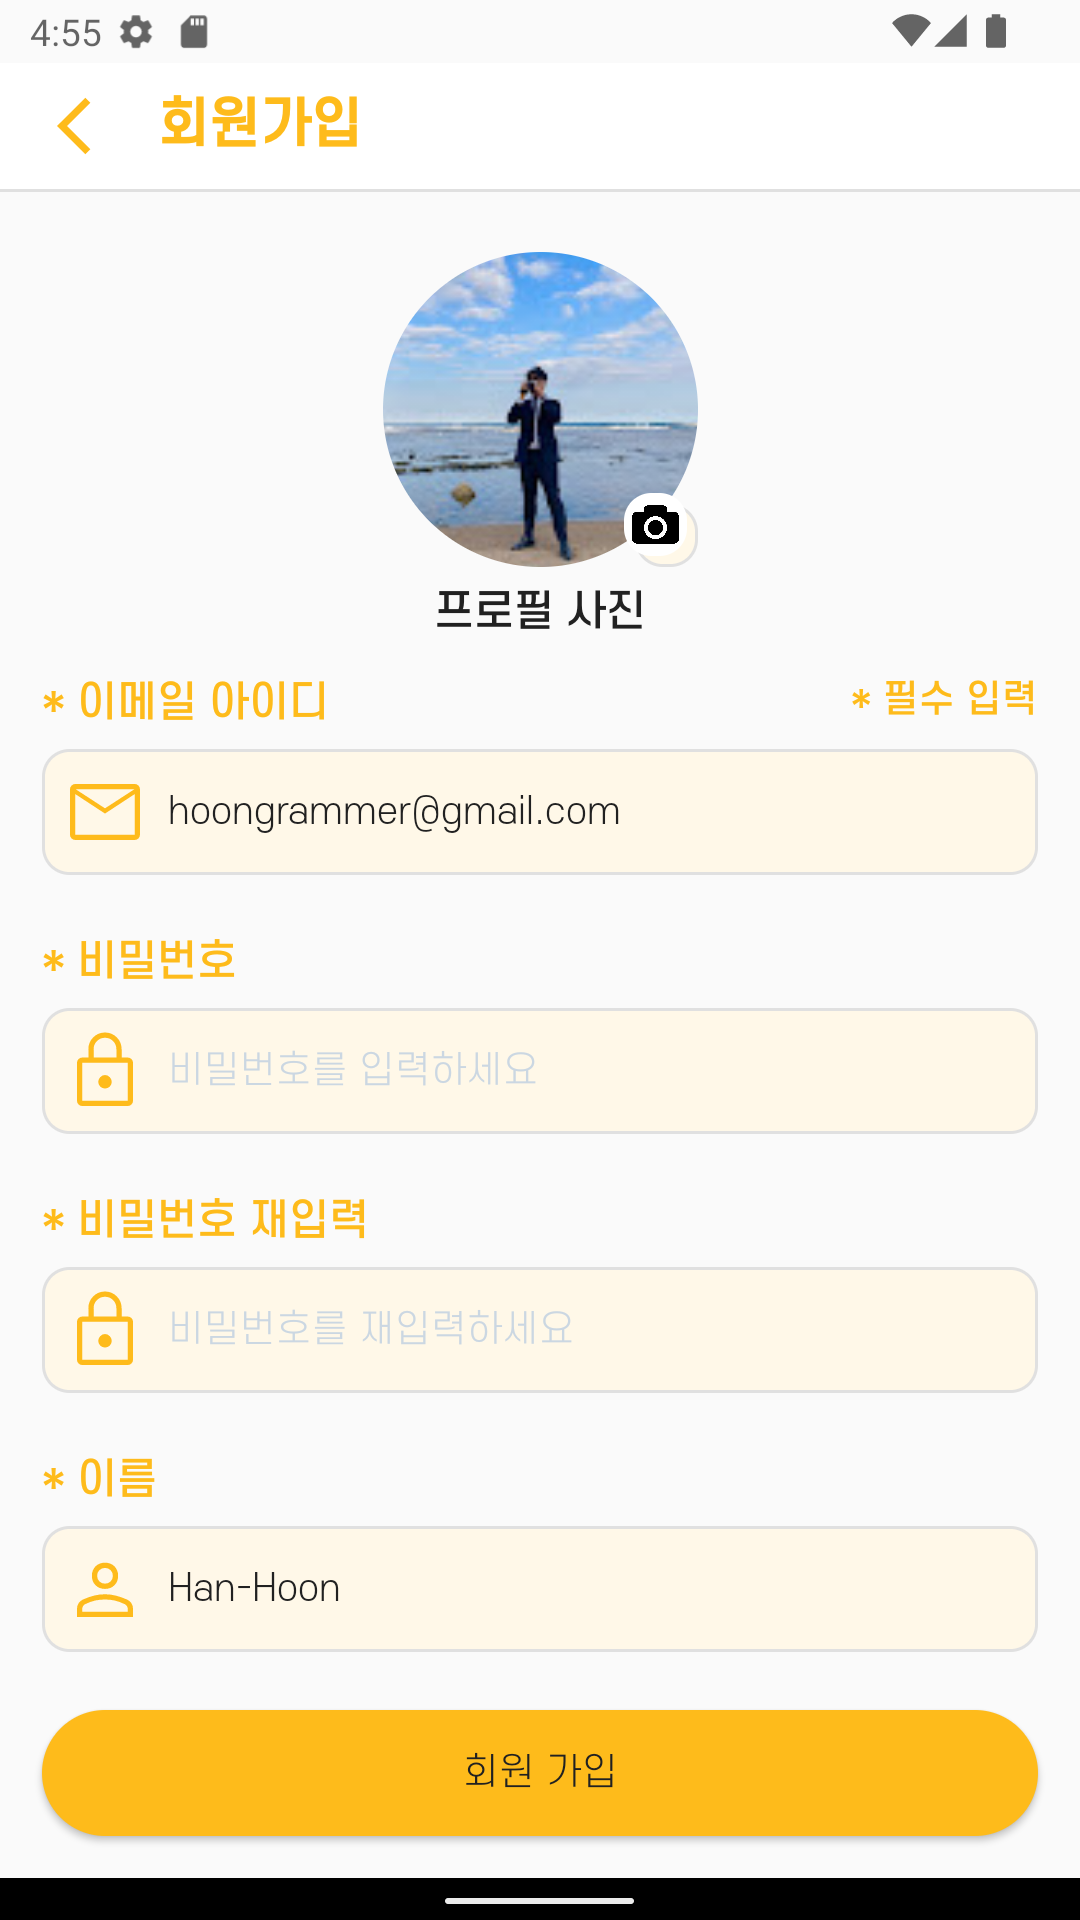 4:55
회원가입
프로필 사진
* 이메일 아이디
* 필수 입력
hoongrammer@gmail.com
* 비밀번호
비밀번호를 입력하세요
* 비밀번호 재입력
비밀번호를 재입력하세요
* 이름
Han-Hoon
회원 가입